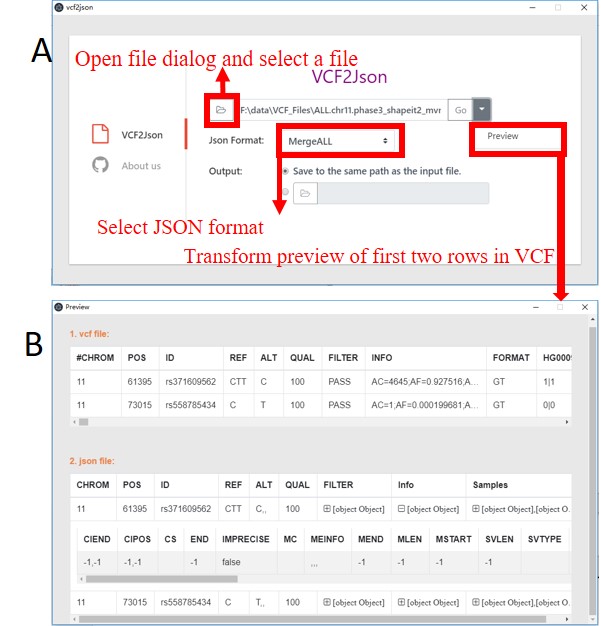 vcf2json
A
Open file dialog and select a file
VCF2Json
F:\data\VCF_Files\ALL.chr11.phase3_shapeit2_mvr Go
VCF2Json
Json Format: MergeALL
Preview
About us
Output: Save to the same path as the input file.
Select JSON format
Transform preview of first two rows in VCF
B
Preview
1. vcf file:
#CHROM POS ID REF ALT QUAL FILTER INFO FORMAT HG0009
11 61395 rs371609562 CTT C 100 PASS AC=4645;AF=0.927516;A... GT 1|1
11 73015 rs558785434 C T 100 PASS AC=1;AF=0.000199681;A... GT 0|0
2. json file:
CHROM POS ID REF ALT QUAL FILTER Info Samples
11 61395 rs371609562 CTT C,, 100 [object Object] [object Object] [object Object],[object O...
CIEND CIPOS CS END IMPRECISE MC MEINFO MEND MLEN MSTART SVLEN SVTYPE
-1,-1 -1,-1 -1 false ,,, -1 -1 -1 -1
11 73015 rs558785434 C T,, 100 [object Object] [object Object] [object Object],[object O...